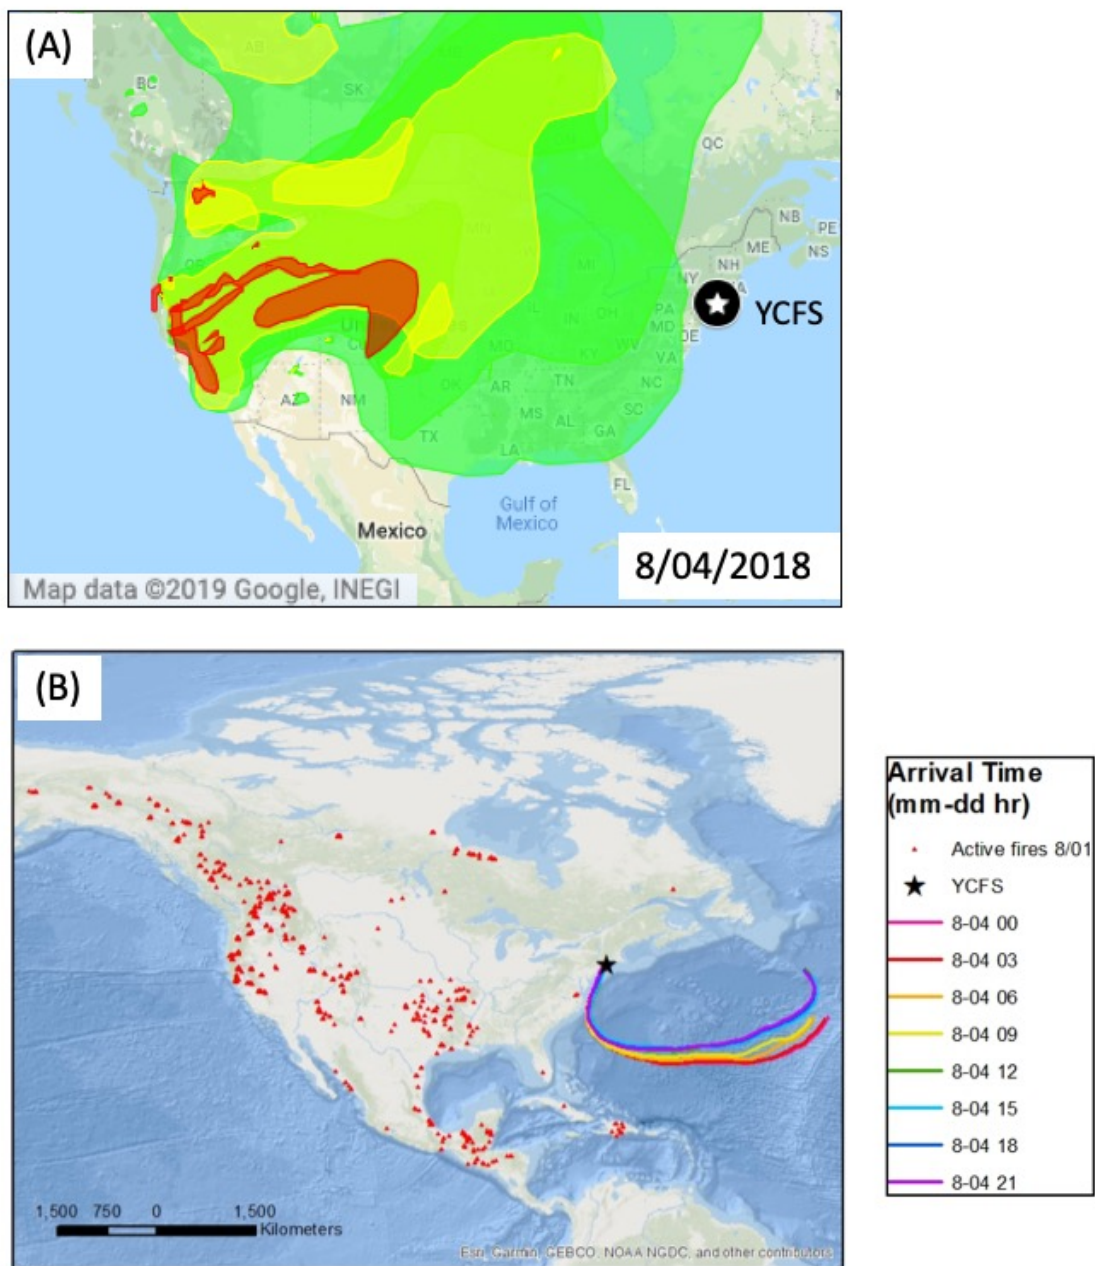 (A)
BC
AB
SK
QC
NB
PE
NS
ME
NH
NY
MN
MI
PA
MD
DE
YCFS
IL
IN
OH
WV
VA
KY
MO
OK
AR
TN
NC
SC
MS
AL
GA
AZ
NM
TX
LA
FL
Gulf of
Mexico
Mexico
8/04/2018
Map data ©2019 Google, INEGI
(B)
Arrival Time
(mm-dd hr)
Active fires 8/01
YCFS
8-04 00
8-04 03
8-04 06
8-04 09
8-04 12
8-04 15
8-04 18
8-04 21
1,500 750 0 1,500
Kilometers
Esri, Garmin, GEBCO, NOAA NGDC, and other contributors